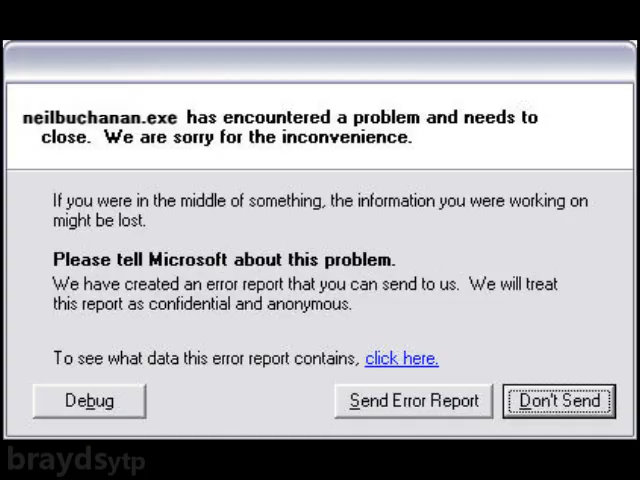 neilbuchanan.exe has encountered a problem and needs to
close. We are sorry for the inconvenience.
If you were in the middle of something, the information you were working on
might be lost.
Please tell Microsoft about this problem.
We have created an error report that you can send to us. We will treat
this report as confidential and anonymous.
To see what data this error report contains, click here.
Debug
Send Error Report
Don't Send
braydsytp